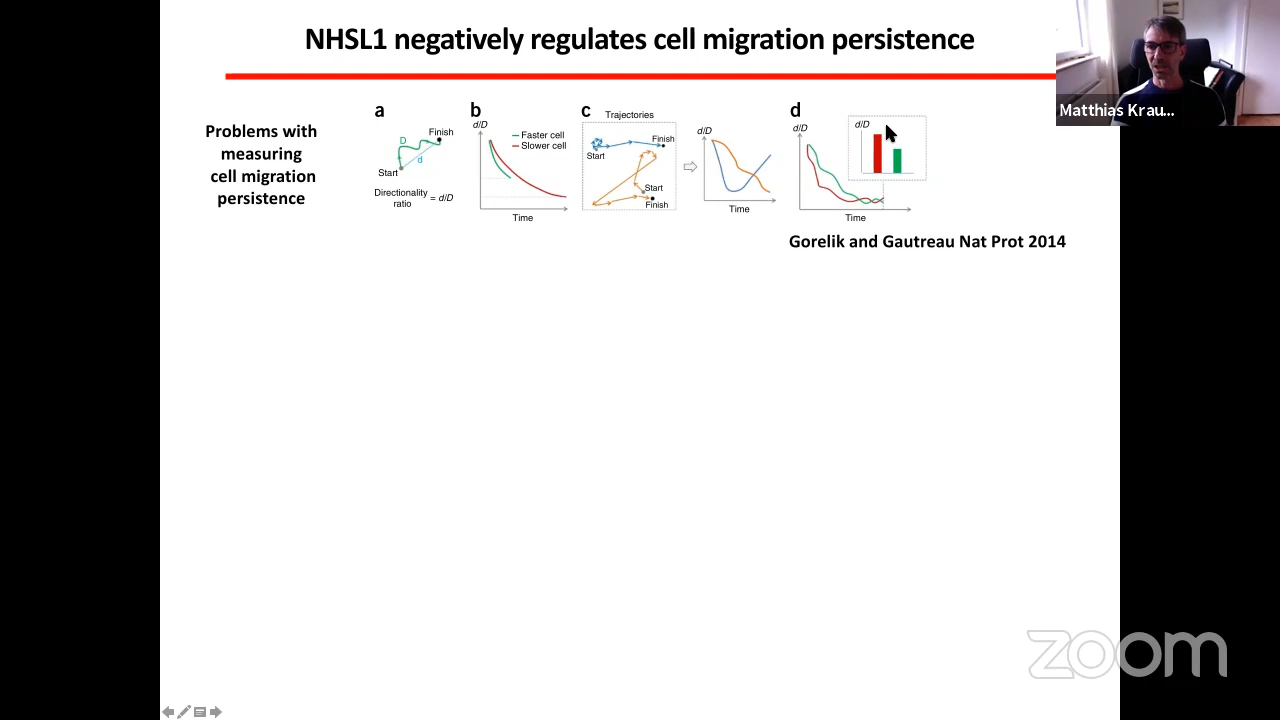 NHSL1 negatively regulates cell migration persistence
Matthias Krau...
Problems with
measuring
cell migration
persistence
a
D
Finish
d
Start
Directionality
ratio = d/D
b
d/D
Faster cell
Slower cell
Time
c
Trajectories
Start
Finish
Start
Finish
d/D
Time
d
d/D
d/D
Time
Gorelik and Gautreau Nat Prot 2014
zoom